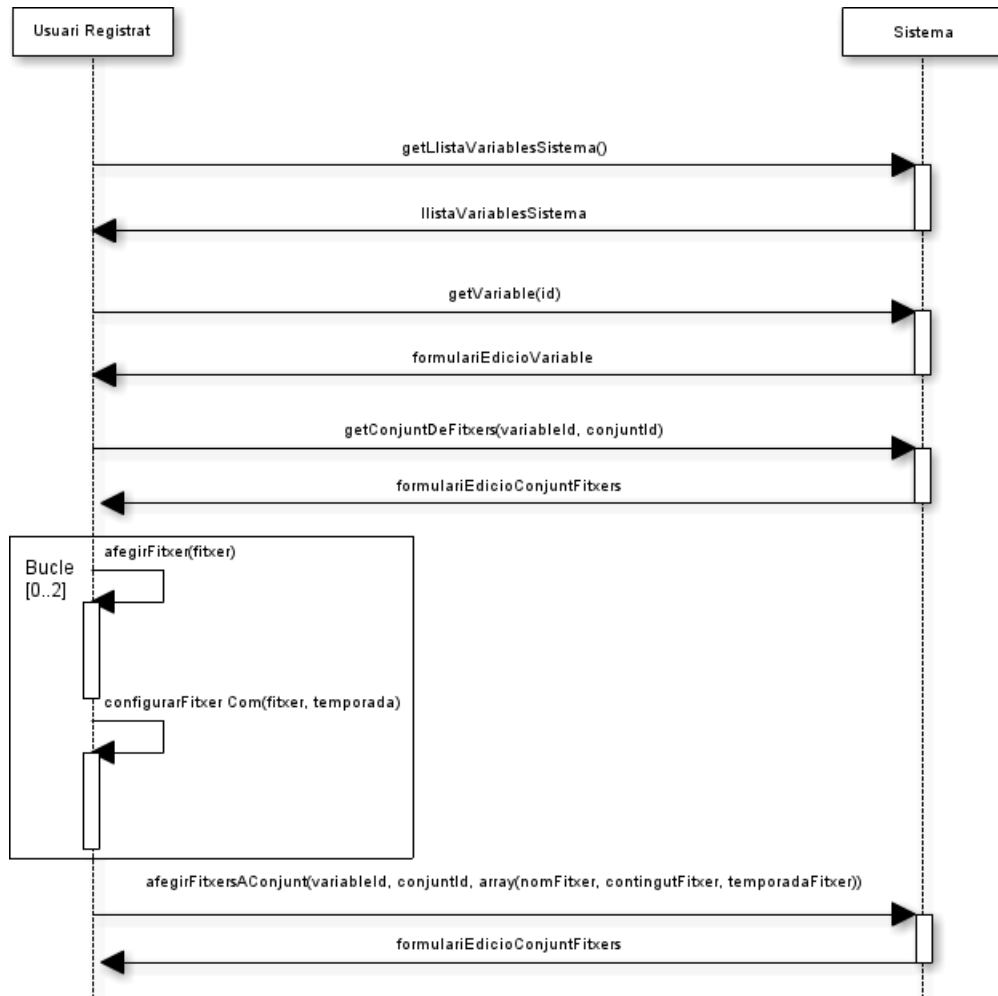 Usuari Registrat
Sistema
getLlistaVariablesSistema()
llistaVariablesSistema
getVariable(id)
formulariEdicioVariable
getConjuntDeFitxers(variableId, conjuntId)
formulariEdicioConjuntFitxers
afegirFitxer(fitxer)
Bucle
[0..2]
configurarFitxer Com(fitxer, temporada)
afegirFitxersAConjunt(variableId, conjuntId, array(nomFitxer, contingutFitxer, temporadaFitxer))
formulariEdicioConjuntFitxers